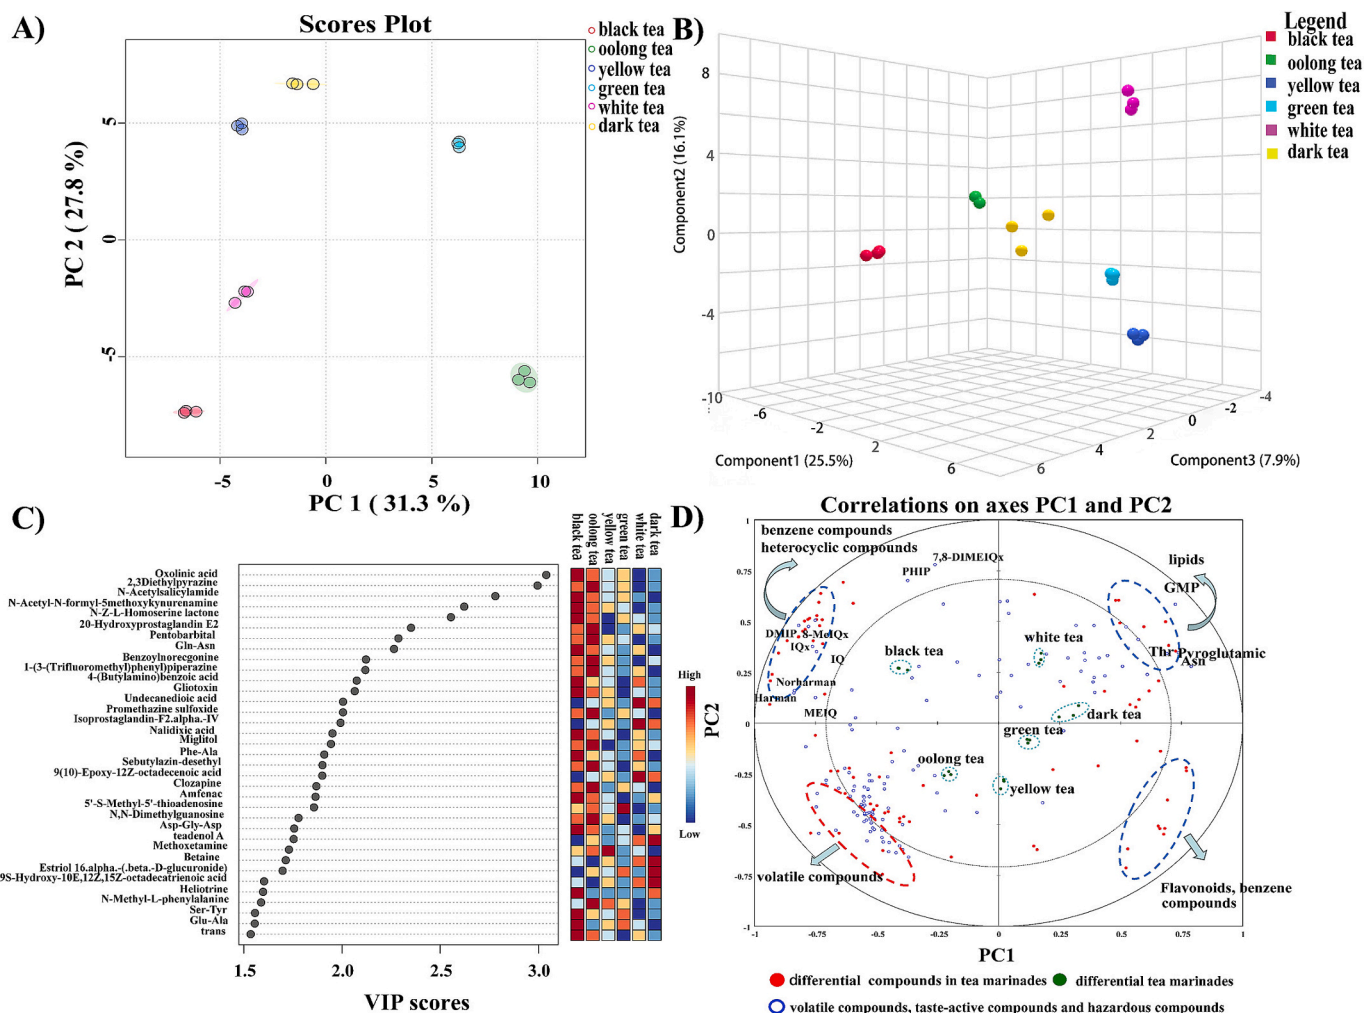 A)
Scores Plot
black tea
oolong tea
yellow tea
green tea
white tea
dark tea
PC 2 ( 27.8 %)
5
0
-5
-5
0
5
10
PC 1 ( 31.3 %)
B)
Legend
black tea
oolong tea
yellow tea
green tea
white tea
dark tea
Component2 (16.1%)
8
4
0
-4
-10
-6
-2
2
6
Component1 (25.5%)
6
4
2
0
-2
-4
Component3 (7.9%)
C)
black tea
oolong tea
yellow tea
green tea
white tea
dark tea
Oxolinic acid
2,3Diethylpyrazine
N-Acetylsalicylamide
N-Acetyl-N-formyl-5methoxykynurenamine
N-Z-L-Homoserine lactone
20-Hydroxyprostaglandin E2
Pentobarbital
Gln-Asn
Benzoylnorecgonine
1-(3-(Trifluoromethyl)phenyl)piperazine
4-(Butylamino)benzoic acid
Gliotoxin
Undecanedioic acid
Promethazine sulfoxide
Isoprostaglandin-F2.alpha.-IV
Nalidixic acid
Miglitol
Phe-Ala
Sebutylazin-desethyl
9(10)-Epoxy-12Z-octadecenoic acid
Clozapine
Amfenac
5'-S-Methyl-5'-thioadenosine
N,N-Dimethylguanosine
Asp-Gly-Asp
teadenol A
Methoxetamine
Betaine
Estriol 16.alpha.-(.beta.-D-glucuronide)
9S-Hydroxy-10E,12Z,15Z-octadecatrienoic acid
Heliotrine
N-Methyl-L-phenylalanine
Ser-Tyr
Glu-Ala
trans
1.5
2.0
2.5
3.0
VIP scores
High
Low
D)
Correlations on axes PC1 and PC2
benzene compounds
heterocyclic compounds
7,8-DIMEIQx
PHIP
lipids
GMP
DMIP
8-MeIQx
IQx
IQ
Thr
Pyroglutamic
Asn
Norharman
Harman
MEIQ
black tea
white tea
dark tea
green tea
oolong tea
yellow tea
volatile compounds
Flavonoids, benzene
compounds
PC2
1
0.75
0.5
0.25
0
-0.25
-0.5
-0.75
-1
-1
-0.75
-0.5
-0.25
0
0.25
0.5
0.75
1
PC1
differential compounds in tea marinades
differential tea marinades
volatile compounds, taste-active compounds and hazardous compounds